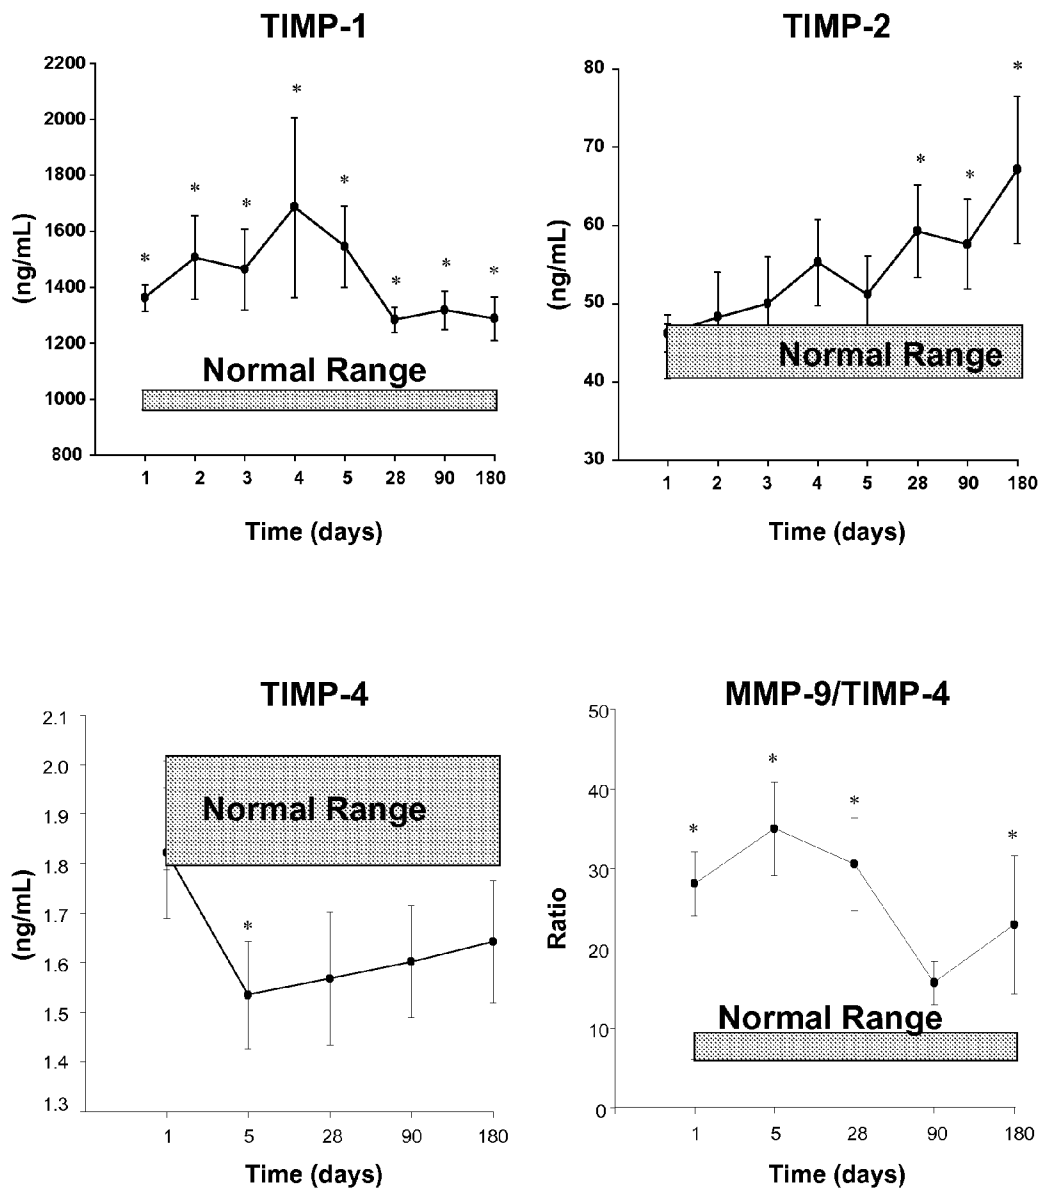 TIMP-1
2200
2000
1800
1600
1400
1200
1000
800
(ng/mL)
* * * * * * * *
Normal Range
1 2 3 4 5 28 90 180
Time (days)
TIMP-2
80
70
60
50
40
30
(ng/mL)
* * *
Normal Range
1 2 3 4 5 28 90 180
Time (days)
TIMP-4
2.1
2.0
1.9
1.8
1.7
1.6
1.5
1.4
1.3
(ng/mL)
Normal Range
*
1 5 28 90 180
Time (days)
MMP-9/TIMP-4
50
40
30
20
10
0
Ratio
* * * *
Normal Range
1 5 28 90 180
Time (days)